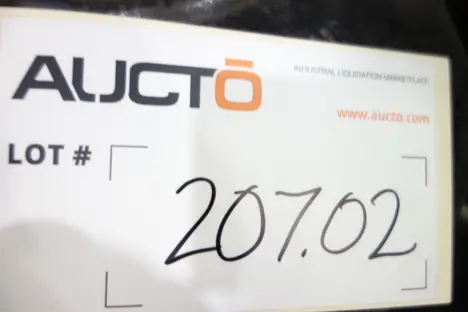 AUCTŌ
INDUSTRIAL LIQUIDATION MARKETPLACE
www.aucto.com
LOT #
207.02